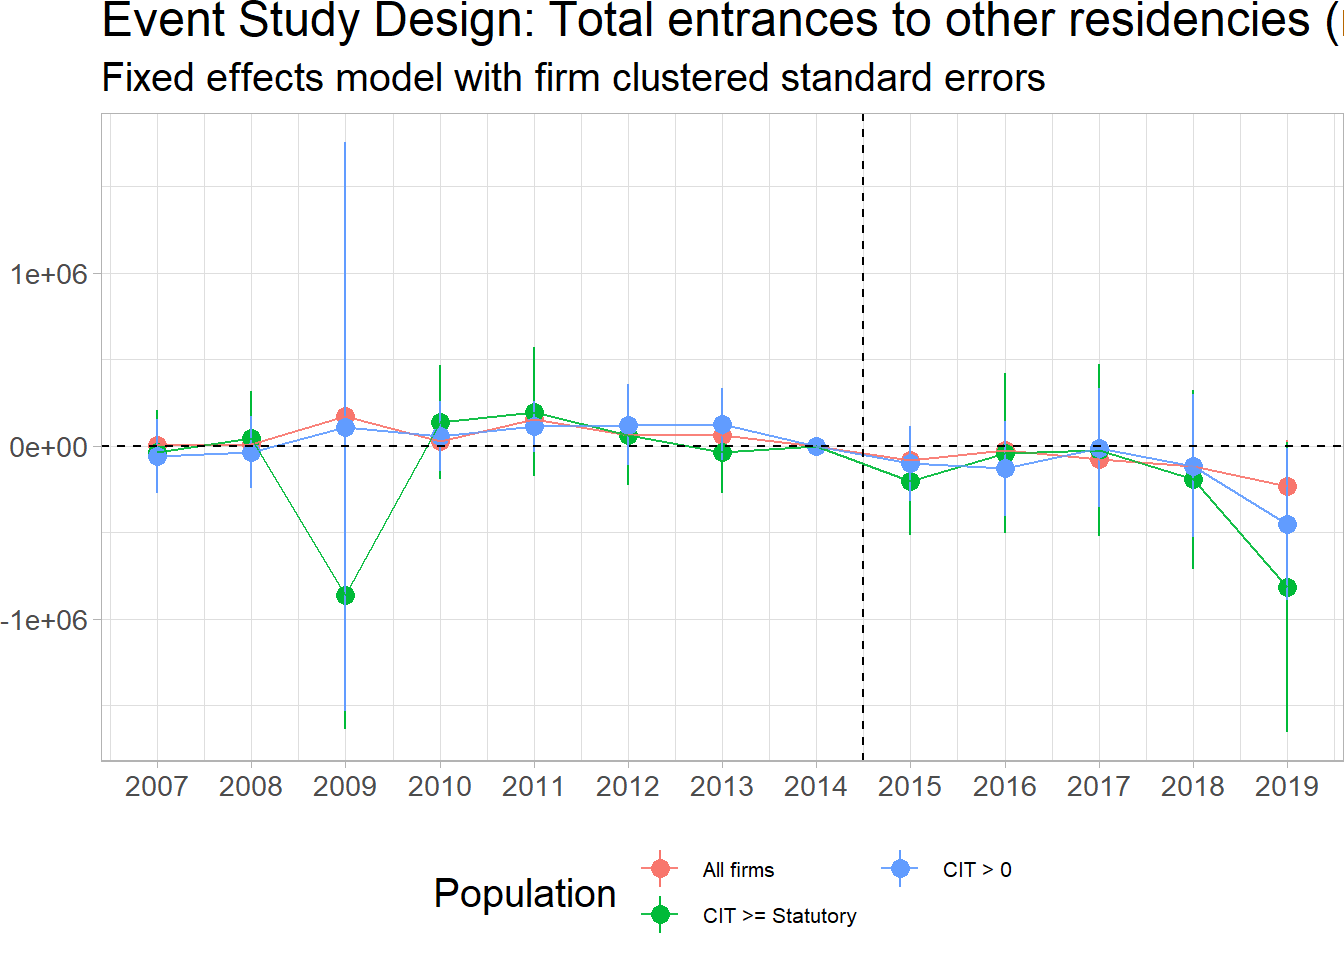 Event Study Design: Total entrances to other residencies (
Fixed effects model with firm clustered standard errors
1e+06
0e+00
-1e+06
2007 2008 2009 2010 2011 2012 2013 2014 2015 2016 2017 2018 2019
Population
All firms
CIT > 0
CIT >= Statutory